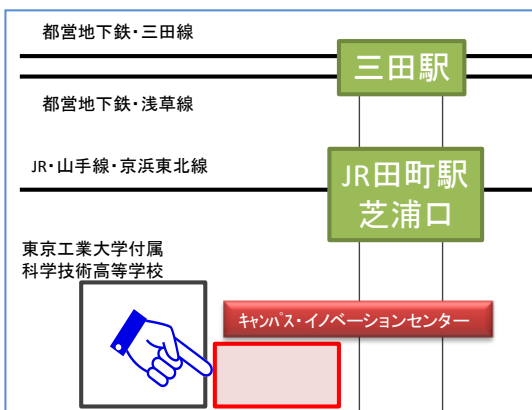 都営地下鉄・三田線
三田駅
都営地下鉄・浅草線
JR・山手線・京浜東北線
JR田町駅
芝浦口
東京工業大学付属
科学技術高等学校
キャンパス・イノベーションセンター